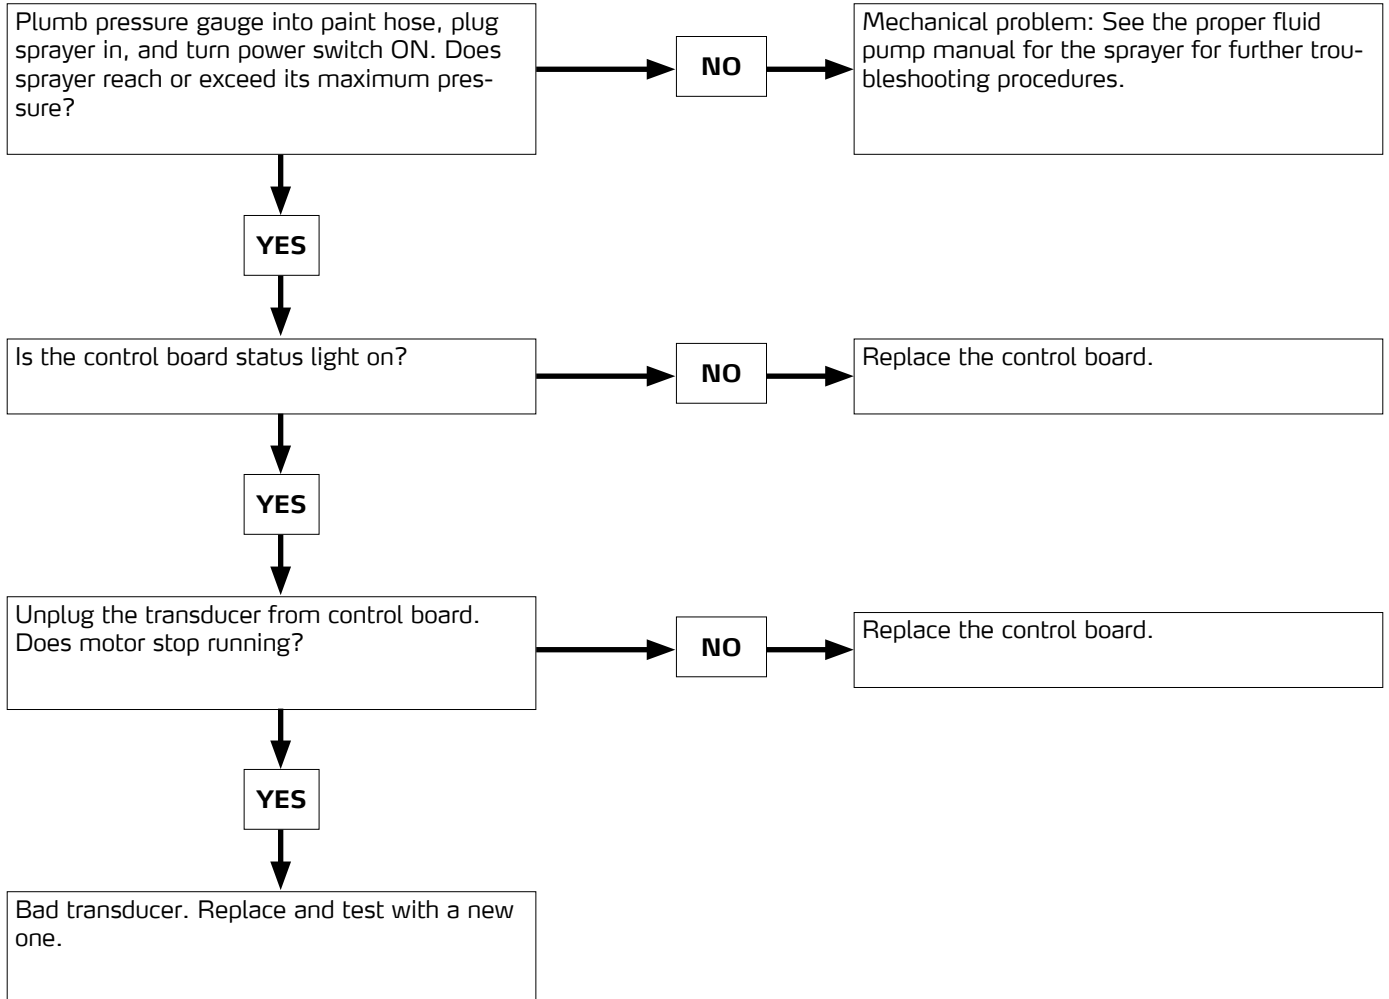 Plumb pressure gauge into paint hose, plug
sprayer in, and turn power switch ON. Does
sprayer reach or exceed its maximum pres-
sure?
NO
Mechanical problem: See the proper fluid
pump manual for the sprayer for further trou-
bleshooting procedures.
YES
Is the control board status light on?
NO
Replace the control board.
YES
Unplug the transducer from control board.
Does motor stop running?
NO
Replace the control board.
YES
Bad transducer. Replace and test with a new
one.